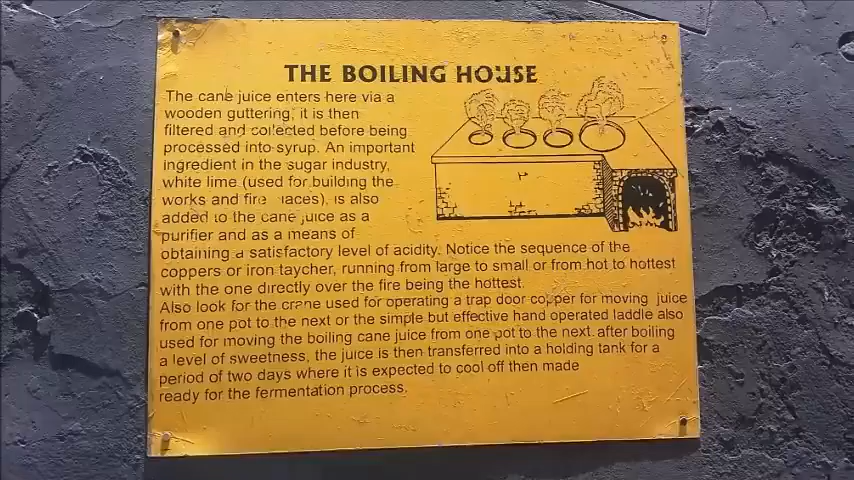 THE BOILING HOUSE
The cane juice enters here via a
wooden guttering, it is then
filtered and collected before being
processed into syrup. An important
ingredient in the sugar industry,
white lime (used for building the
works and fire aces), is also
added to the cane juice as a
purifier and as a means of
obtaining a satisfactory level of acidity. Notice the sequence of the
coppers or iron taycher, running from large to small or from hot to hottest
with the one directly over the fire being the hottest.
Also look for the crane used for operating a trap door copper for moving juice
from one pot to the next or the simple but effective hand operated laddle also
used for moving the boiling cane juice from one pot to the next. after boiling
a level of sweetness, the juice is then transferred into a holding tank for a
period of two days where it is expected to cool off then made
ready for the fermentation process.